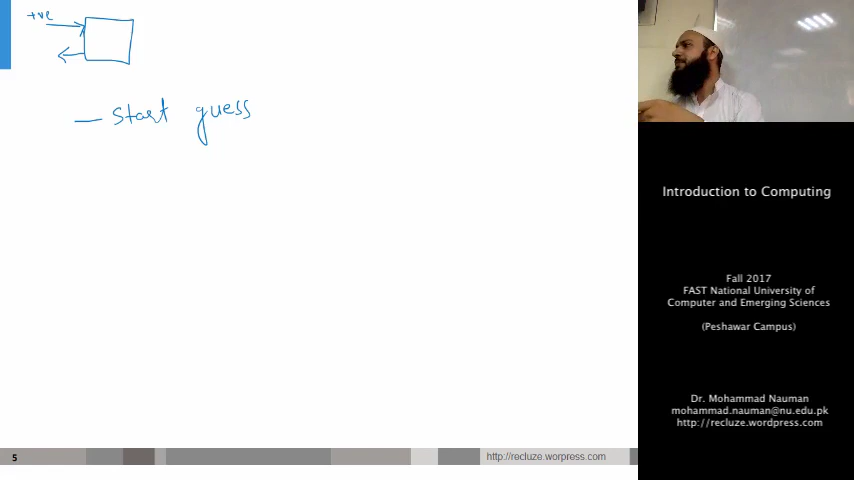 +ve
— start guess
Introduction to Computing
Fall 2017
FAST National University of
Computer and Emerging Sciences
(Peshawar Campus)
Dr. Mohammad Nauman
mohammad.nauman@nu.edu.pk
http://recluze.wordpress.com
5
http://recluze.worpress.com